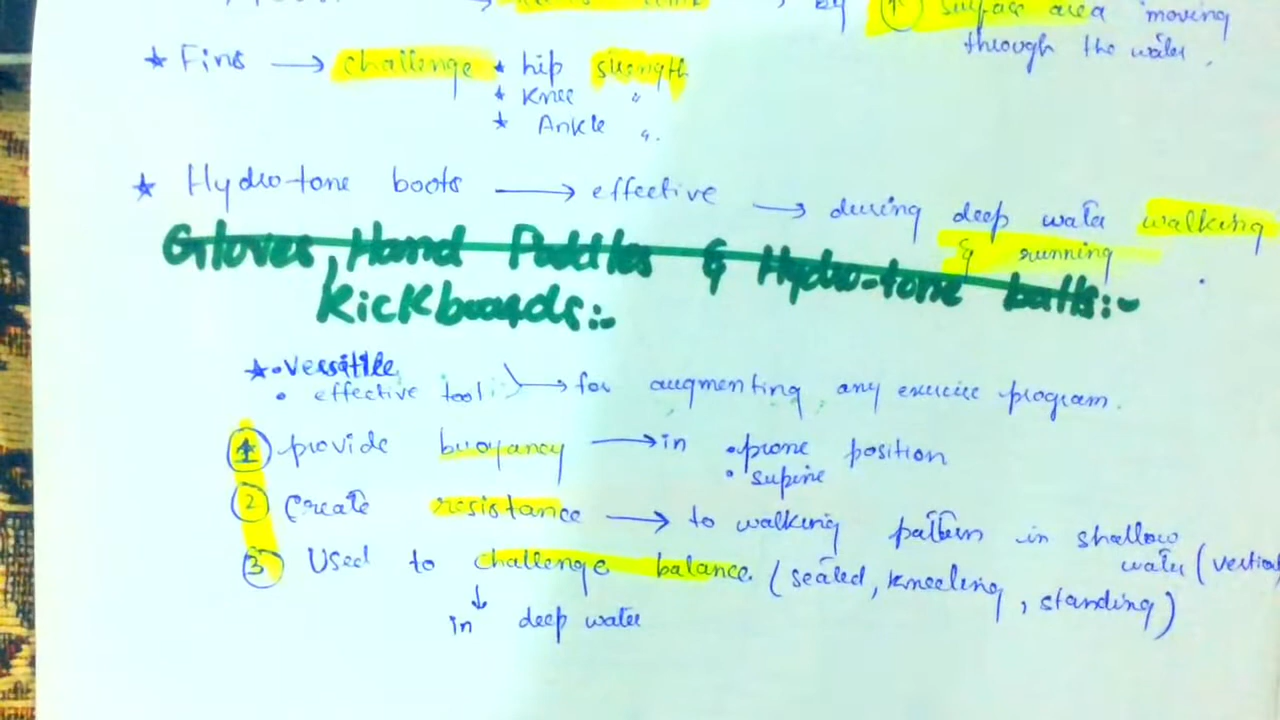 , by ↑ surface area moving
through the water.
★ Fins → challenge ★ hip strength
★ Knee "
★ Ankle ".
★ Hydro-tone boots → effective → during deep water walking
& running.
Gloves, Hand Paddles & Hydro-tone balls:-
Kickboards:-
★ • versatile
• effective tool → for augmenting any exercise program.
1 provide buoyancy → in • prone position
• supine
2 Create resistance → to walking pattern in shallow
water (vertical
3 Used to challenge balance. (seated, kneeling, standing)
↓
in deep water